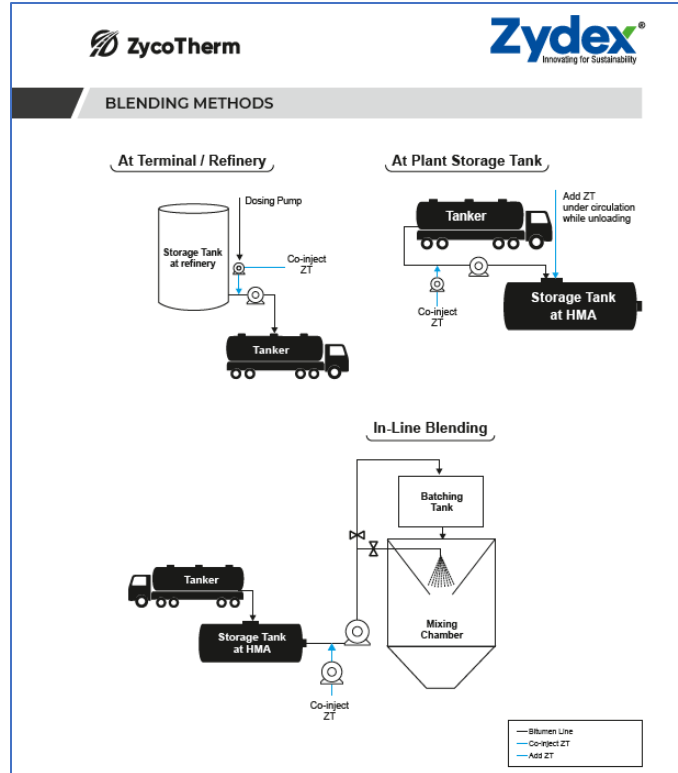 ZycoTherm
Zydex®
Innovating for Sustainability
BLENDING METHODS
At Terminal / Refinery
Dosing Pump
Storage Tank
at refinery
Co-inject
ZT
Tanker
At Plant Storage Tank
Tanker
Add ZT
under circulation
while unloading
Co-inject
ZT
Storage Tank
at HMA
In-Line Blending
Batching
Tank
Tanker
Storage Tank
at HMA
Mixing
Chamber
Co-inject
ZT
Bitumen Line
Co-inject ZT
Add ZT